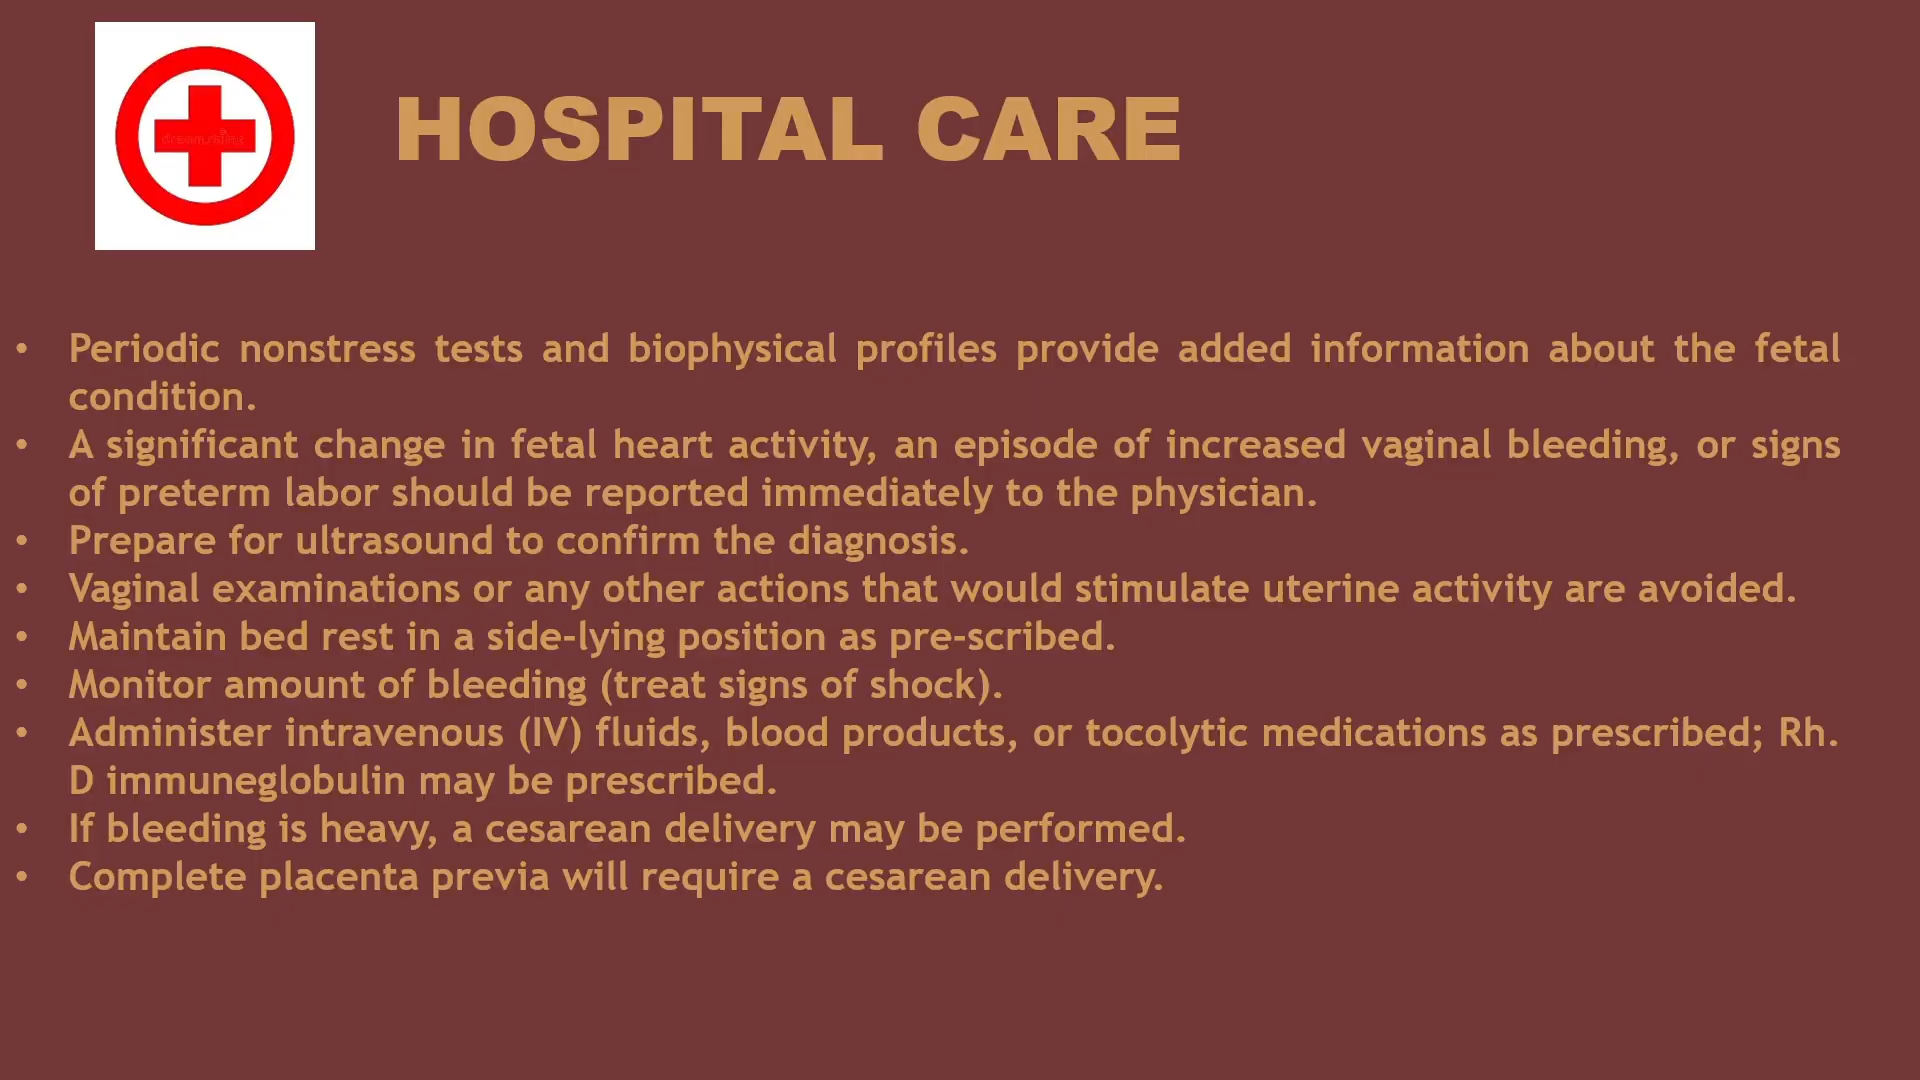 HOSPITAL CARE
• Periodic nonstress tests and biophysical profiles provide added information about the fetal
condition.
• A significant change in fetal heart activity, an episode of increased vaginal bleeding, or signs
of preterm labor should be reported immediately to the physician.
• Prepare for ultrasound to confirm the diagnosis.
• Vaginal examinations or any other actions that would stimulate uterine activity are avoided.
• Maintain bed rest in a side-lying position as pre-scribed.
• Monitor amount of bleeding (treat signs of shock).
• Administer intravenous (IV) fluids, blood products, or tocolytic medications as prescribed; Rh.
D immuneglobulin may be prescribed.
• If bleeding is heavy, a cesarean delivery may be performed.
• Complete placenta previa will require a cesarean delivery.